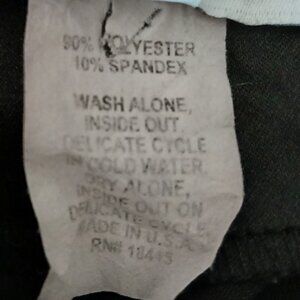 90% POLYESTER
10% SPANDEX
WASH ALONE,
INSIDE OUT
DELICATE CYCLE
IN COLD WATER.
DRY ALONE,
INSIDE OUT ON
DELICATE CYCLE.
MADE IN U.S.A.
RN# 18445